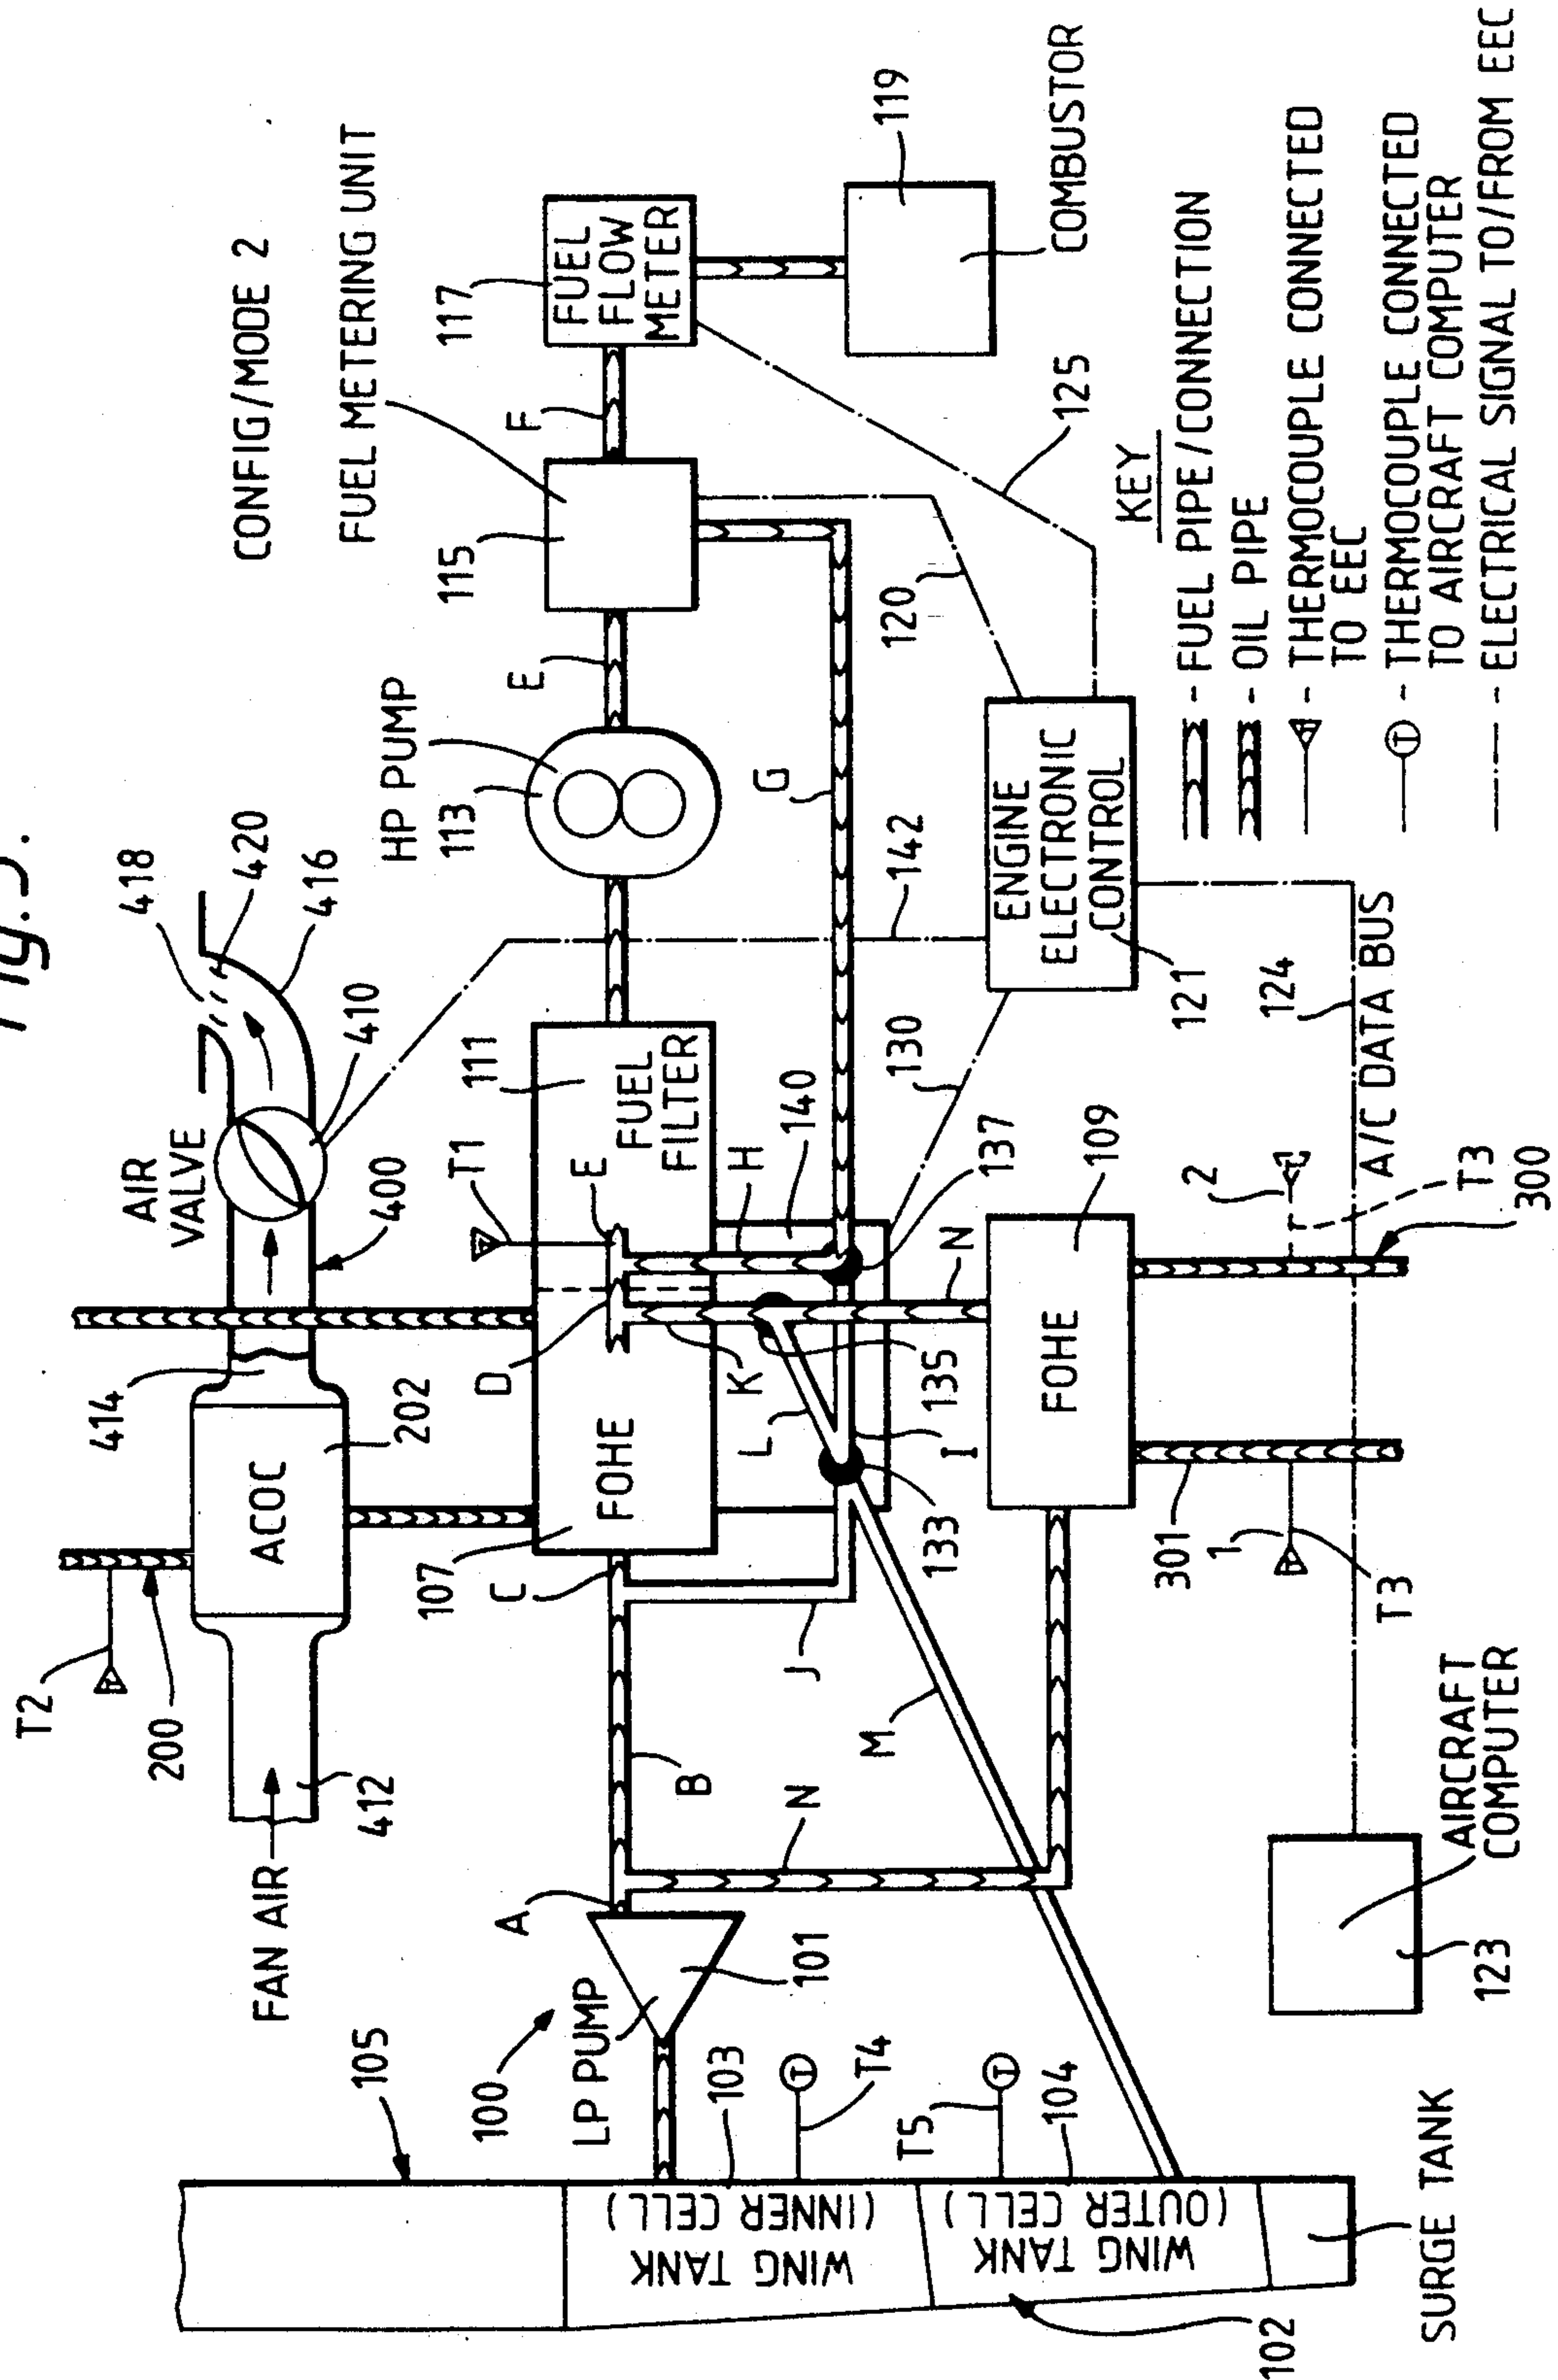 Fig.3.
CONFIG/MODE 2
FUEL METERING UNIT
T2
200
FAN AIR
412
ACOC
202
414
AIR
VALVE
400
410
416
418
420
105
100
LP PUMP
101
A
B
C
107
FOHE
D
E
T1
111
FUEL
FILTER
HP PUMP
113
E
115
F
117
FUEL
FLOW
METER
119
COMBUSTOR
103
T4
T5
104
WING TANK
(INNER CELL)
WING TANK
(OUTER CELL)
102
SURGE TANK
N
M
J
L
K
H
140
135
I
133
137
N
G
130
142
120
125
FOHE
109
301
1
T3
2
T3
300
ENGINE
ELECTRONIC
CONTROL
121
124
A/C DATA BUS
123
AIRCRAFT
COMPUTER
KEY
- FUEL PIPE/CONNECTION
- OIL PIPE
- THERMOCOUPLE CONNECTED
TO EEC
T - THERMOCOUPLE CONNECTED
TO AIRCRAFT COMPUTER
- ELECTRICAL SIGNAL TO/FROM EEC